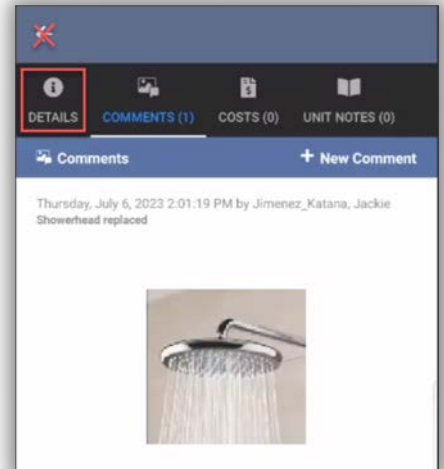 DETAILS
COMMENTS (1)
COSTS (0)
UNIT NOTES (0)
Comments
+ New Comment
Thursday, July 6, 2023 2:01:19 PM by Jimenez_Katana, Jackie
Showerhead replaced